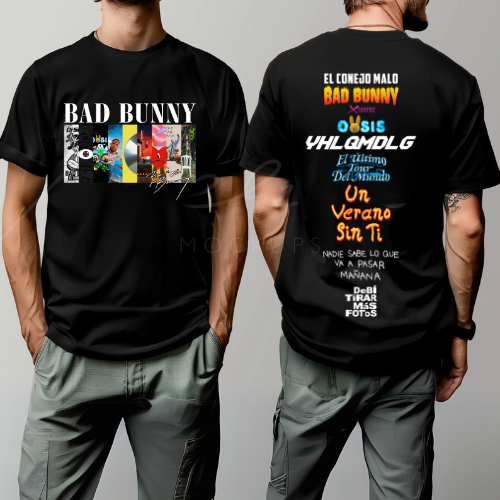 BAD BUNNY
EL CONEJO MALO
BAD BUNNY
OASIS
YHLQMDLG
El Último
Tour
Del Mundo
Un
Verano
Sin Ti
NADIE SABE LO QUE
VA A PASAR
MAÑANA
DeBÍ
TiRAR
MáS
FOToS
MOCKUPS